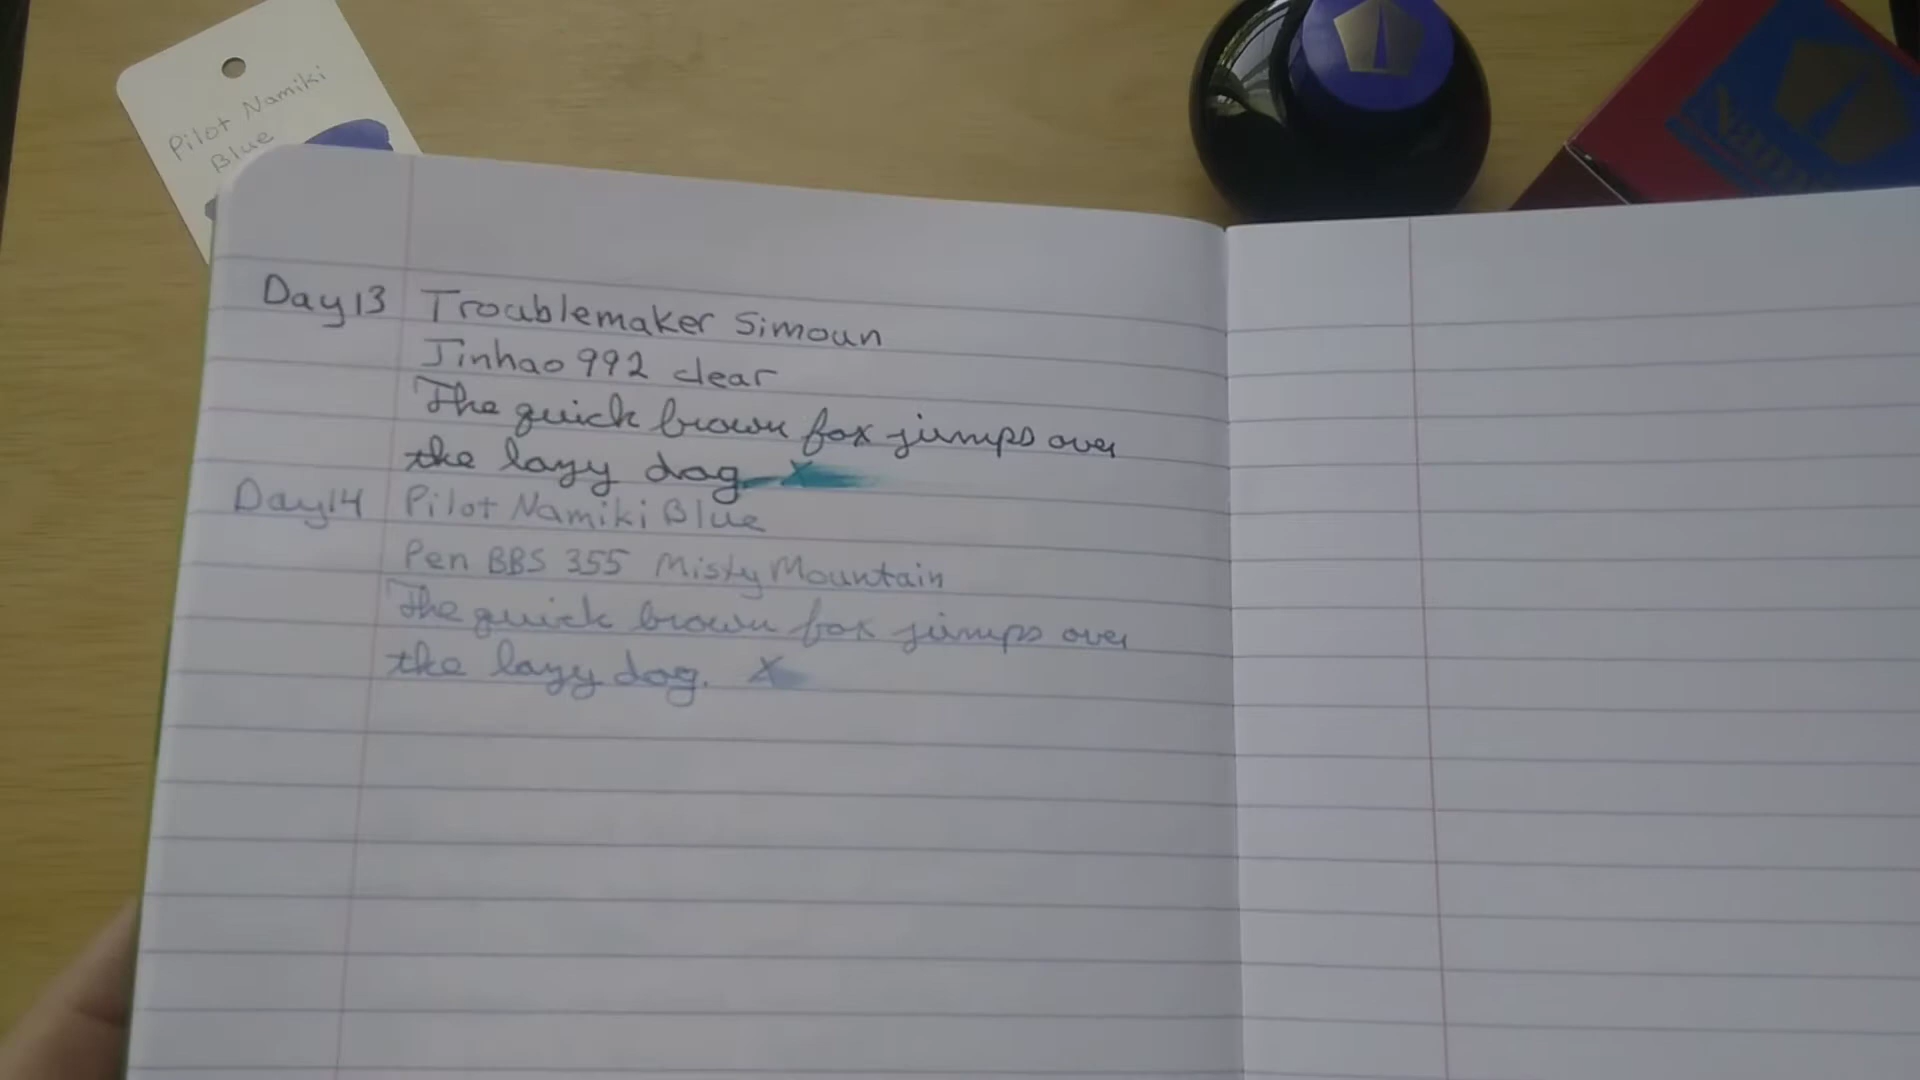 Pilot Namiki
Blue
Day 13 Troublemaker Simoun
Jinhao 992 clear
The quick brown fox jumps over
the lazy dog. X
Day 14 Pilot Namiki Blue
Pen BBS 355 Misty Mountain
The quick brown fox jumps over
the lazy dog. X